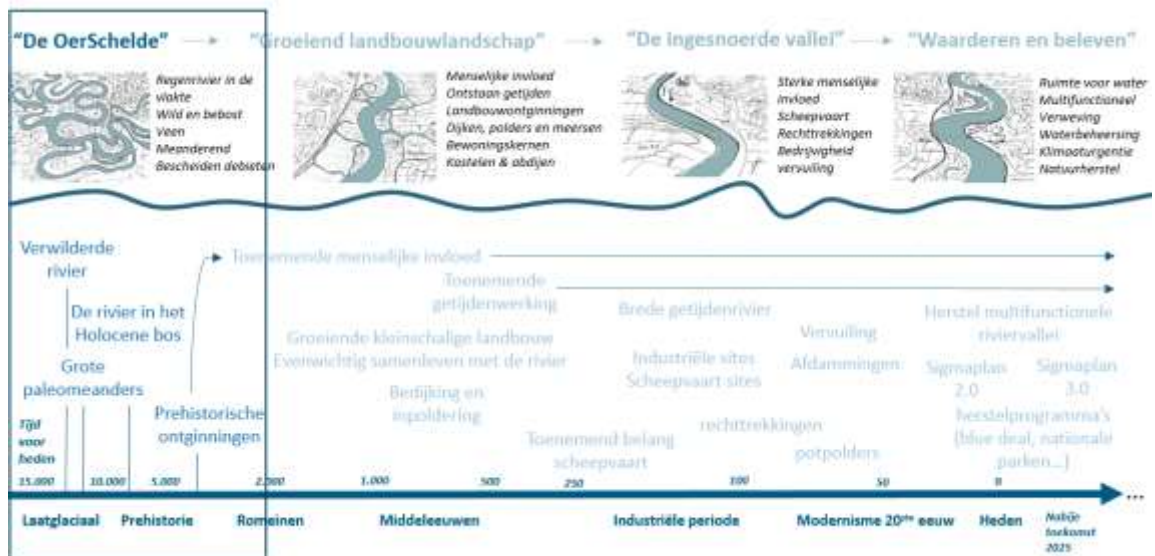 "De OerSchelde"
"Groeiend landbouwlandschap"
"De ingesnoerde vallei"
"Waarderen en beleven"
Regenrivier in de
vlakte
Wild en bebost
Veen
Meanderend
Bescheiden debieten
Menselijke invloed
Ontstaan getijden
Landbouwontginningen
Dijken, polders en meersen
Bewoningskernen
Kastelen & abdijen
Sterke menselijke
invloed
Scheepvaart
Rechttrekkingen
Bedrijvigheid
vervuiling
Ruimte voor water
Multifunctioneel
Verweving
Waterbeheersing
Klimaaturgentie
Natuurherstel
Verwilderde
rivier
De rivier in het
Holocene bos
Grote
paleomeanders
Prehistorische
ontginningen
Toenemende menselijke invloed
Toenemende
getijdenwerking
Groeiende kleinschalige landbouw
Evenwichtig samenleven met de rivier
Bedijking en
inpoldering
Toenemend belang
scheepvaart
Brede getijdenrivier
Industriële sites
Scheepvaart sites
rechttrekkingen
Vervuiling
Afdammingen
potpolders
Herstel multifunctionele
riviervallei
Sigmaplan
2.0
Sigmaplan
3.0
herstelprogramma's
(blue deal, nationale
parken...)
Tijd
voor
heden
15.000 10.000 5.000 2.000 1.000 500 250 100 50 0
...
Laatglaciaal Prehistorie Romeinen Middeleeuwen Industriële periode Modernisme 20ste eeuw Heden Nabije
toekomst
2025